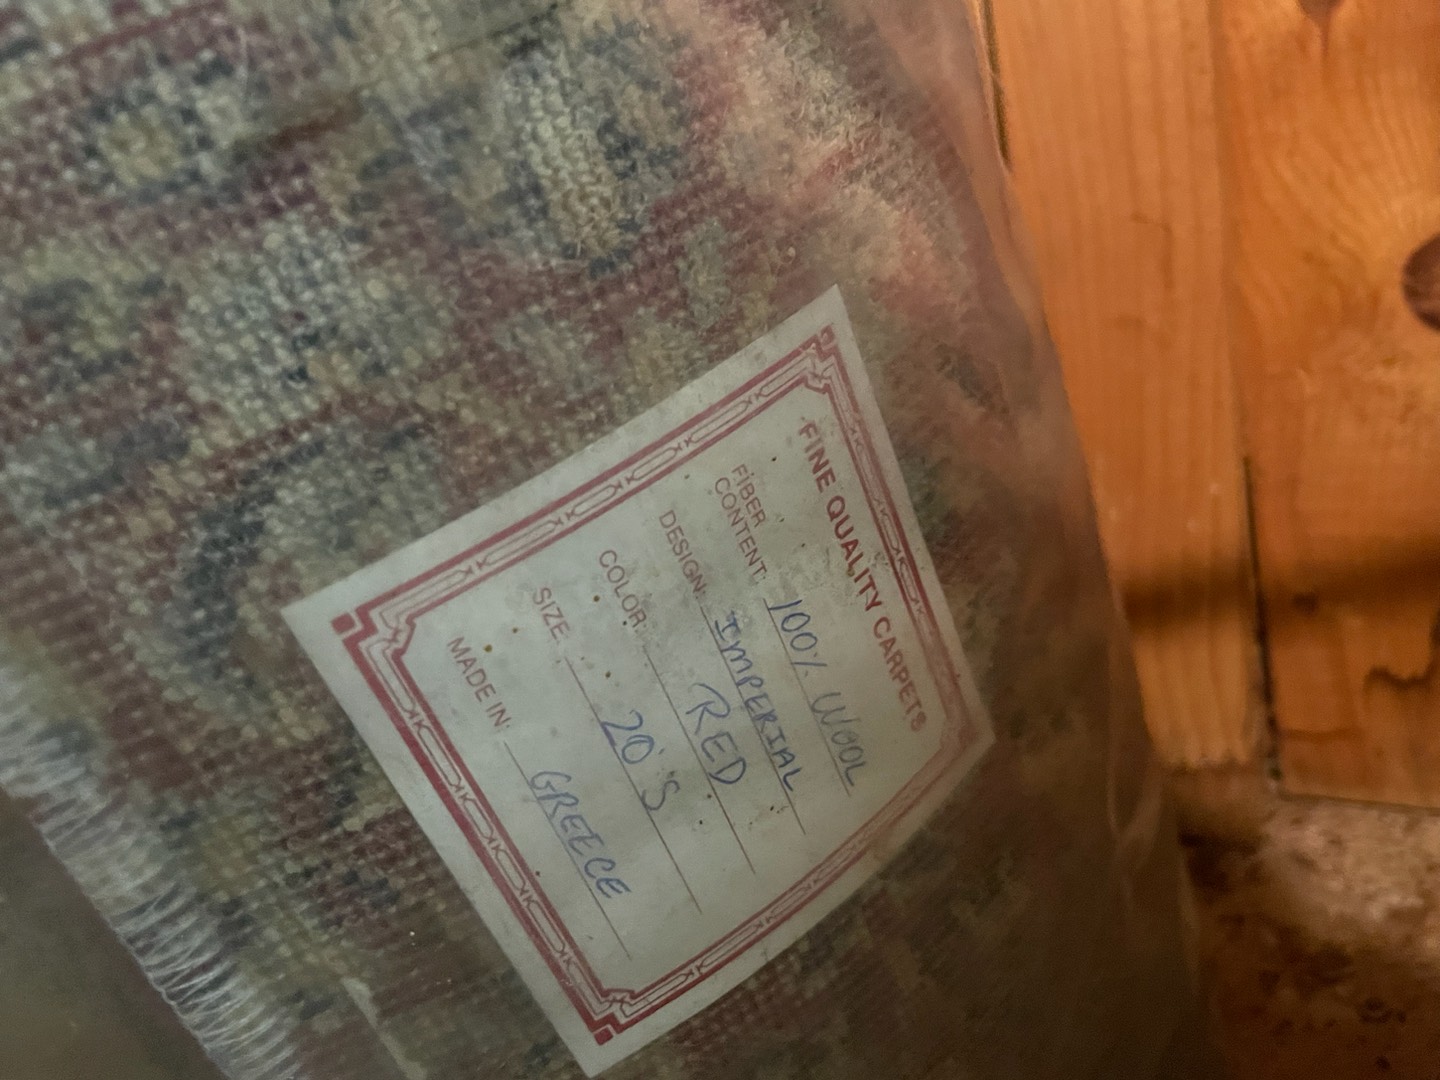 FINE QUALITY CARPETS
FIBER
CONTENT: 100% WOOL
DESIGN: IMPERIAL
COLOR: RED
SIZE: 20'S
MADE IN: GREECE